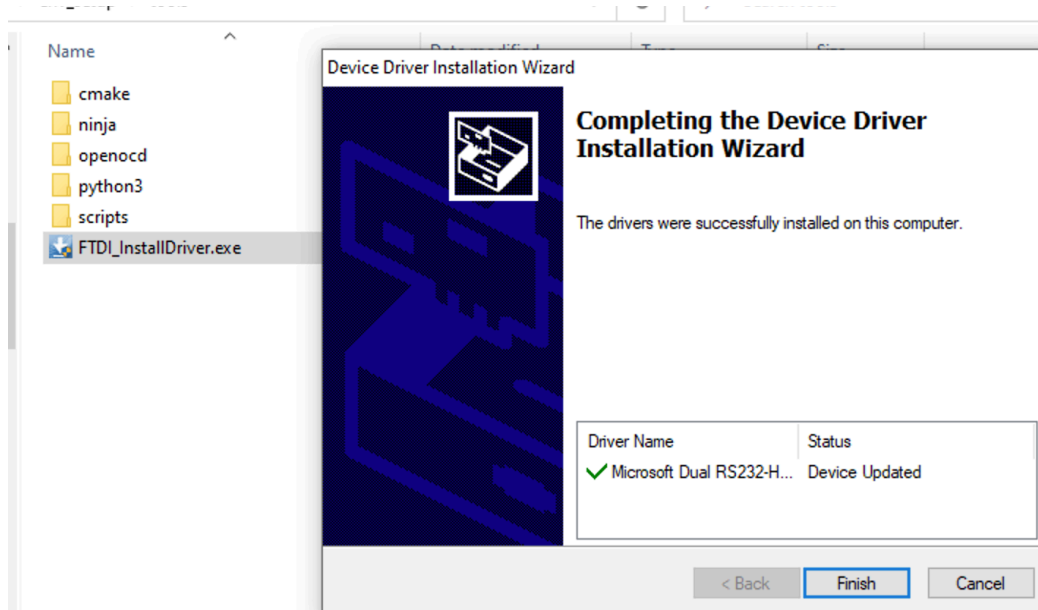 Name
cmake
ninja
openocd
python3
scripts
FTDI_InstallDriver.exe
Device Driver Installation Wizard
Completing the Device Driver
Installation Wizard
The drivers were successfully installed on this computer.
Driver Name Status
Microsoft Dual RS232-H... Device Updated
< Back Finish Cancel